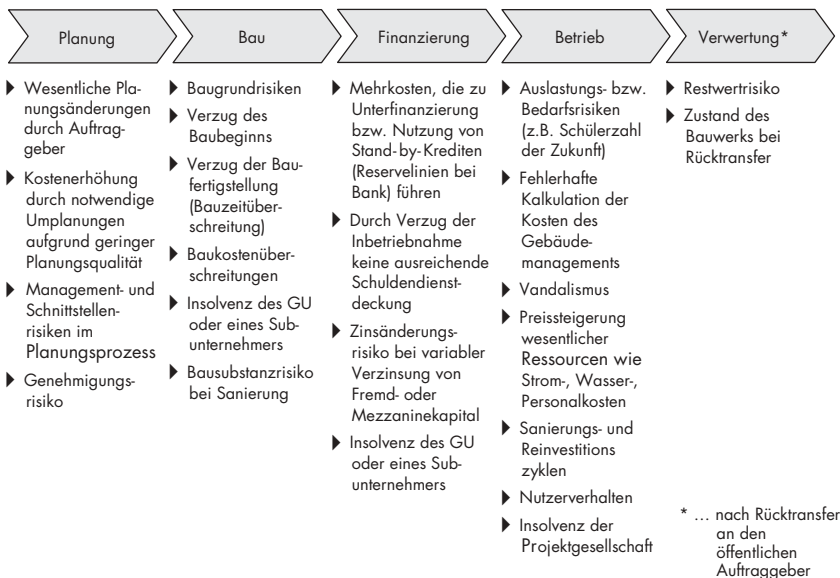 Planung
Bau
Finanzierung
Betrieb
Verwertung*
Wesentliche Pla-
nungsänderungen
durch Auftrag-
geber
Kostenerhöhung
durch notwendige
Umplanungen
aufgrund geringer
Planungsqualität
Management- und
Schnittstellen-
risiken im
Planungsprozess
Genehmigungs-
risiko
Baugrundrisiken
Verzug des
Baubeginns
Verzug der Bau-
fertigstellung
(Bauzeitüber-
schreitung)
Baukostenüber-
schreitungen
Insolvenz des GU
oder eines Sub-
unternehmers
Bausubstanzrisiko
bei Sanierung
Mehrkosten, die zu
Unterfinanzierung
bzw. Nutzung von
Stand-by-Krediten
(Reservelinien bei
Bank) führen
Durch Verzug der
Inbetriebnahme
keine ausreichende
Schuldendienst-
deckung
Zinsänderungs-
risiko bei variabler
Verzinsung von
Fremd- oder
Mezzaninekapital
Insolvenz des GU
oder eines Sub-
unternehmers
Auslastungs- bzw.
Bedarfsrisiken
(z.B. Schülerzahl
der Zukunft)
Fehlerhafte
Kalkulation der
Kosten des
Gebäude-
managements
Vandalismus
Preissteigerung
wesentlicher
Ressourcen wie
Strom-, Wasser-,
Personalkosten
Sanierungs- und
Reinvestitions
zyklen
Nutzerverhalten
Insolvenz der
Projektgesellschaft
Restwertrisiko
Zustand des
Bauwerks bei
Rücktransfer
* ... nach Rücktransfer
an den
öffentlichen
Auftraggeber